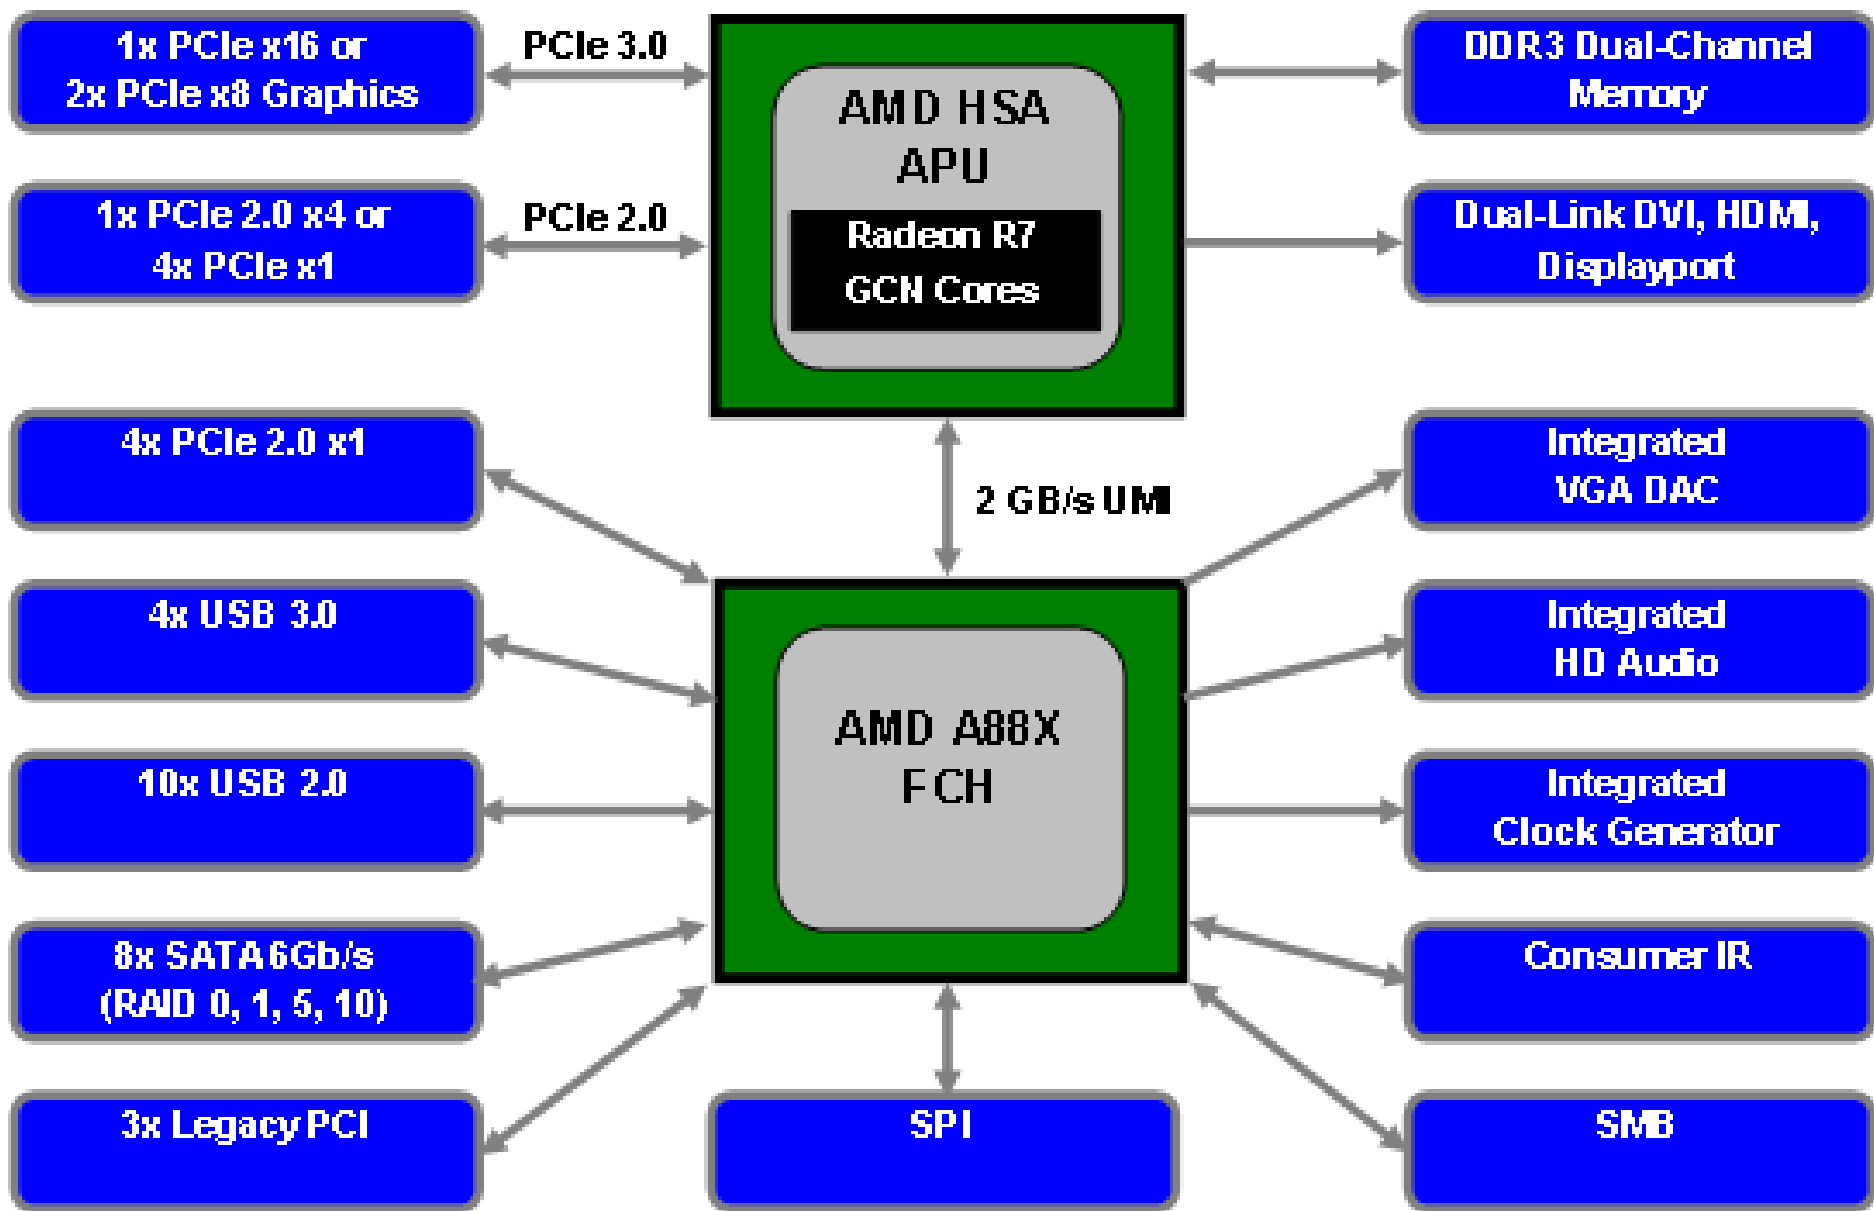 1x PCIe x16 or
2x PCIe x8 Graphics
PCIe 3.0
AMD HSA
APU
Radeon R7
GCN Cores
DDR3 Dual-Channel
Memory
1x PCIe 2.0 x4 or
4x PCIe x1
PCIe 2.0
Dual-Link DVI, HDMI,
Displayport
2 GB/s UMI
4x PCIe 2.0 x1
Integrated
VGA DAC
4x USB 3.0
Integrated
HD Audio
AMD A88X
FCH
10x USB 2.0
Integrated
Clock Generator
8x SATA 6Gb/s
(RAID 0, 1, 5, 10)
Consumer IR
3x Legacy PCI
SPI
SMB